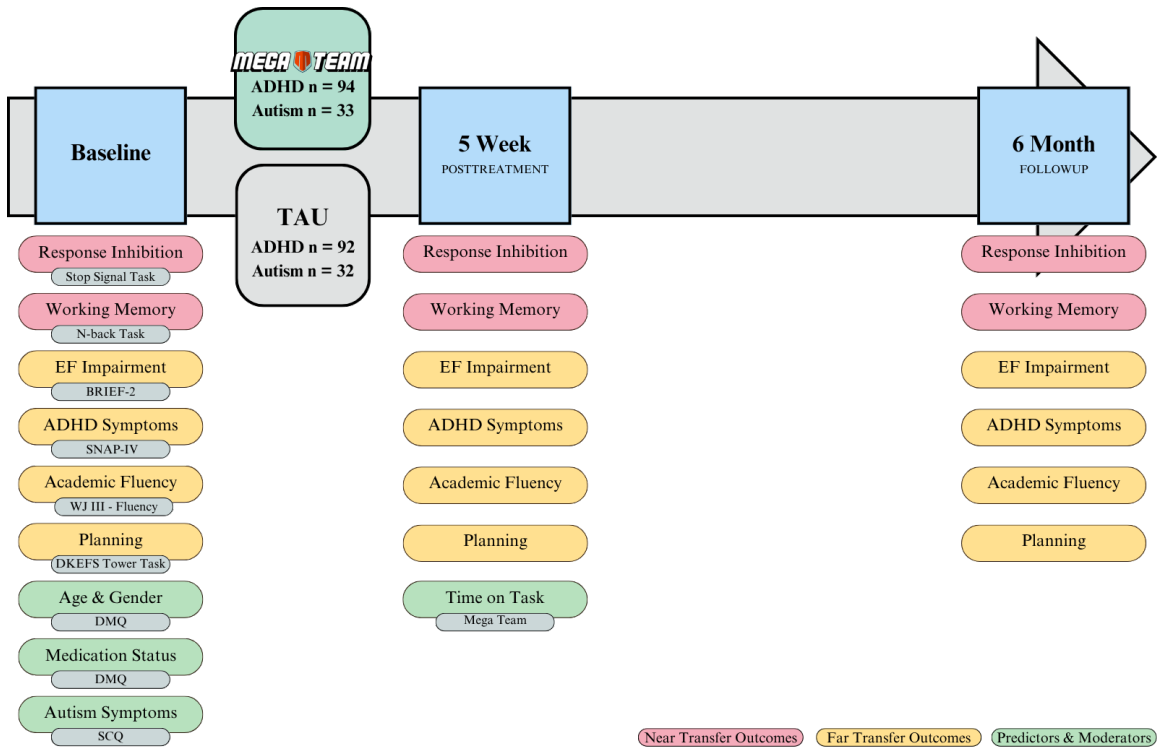 MEGA TEAM
ADHD n = 94
Autism n = 33
Baseline
5 Week
POSTTREATMENT
6 Month
FOLLOWUP
TAU
ADHD n = 92
Autism n = 32
Response Inhibition
Stop Signal Task
Working Memory
N-back Task
EF Impairment
BRIEF-2
ADHD Symptoms
SNAP-IV
Academic Fluency
WJ III - Fluency
Planning
DKEFS Tower Task
Age & Gender
DMQ
Medication Status
DMQ
Autism Symptoms
SCQ
Response Inhibition
Working Memory
EF Impairment
ADHD Symptoms
Academic Fluency
Planning
Time on Task
Mega Team
Response Inhibition
Working Memory
EF Impairment
ADHD Symptoms
Academic Fluency
Planning
Near Transfer Outcomes
Far Transfer Outcomes
Predictors & Moderators